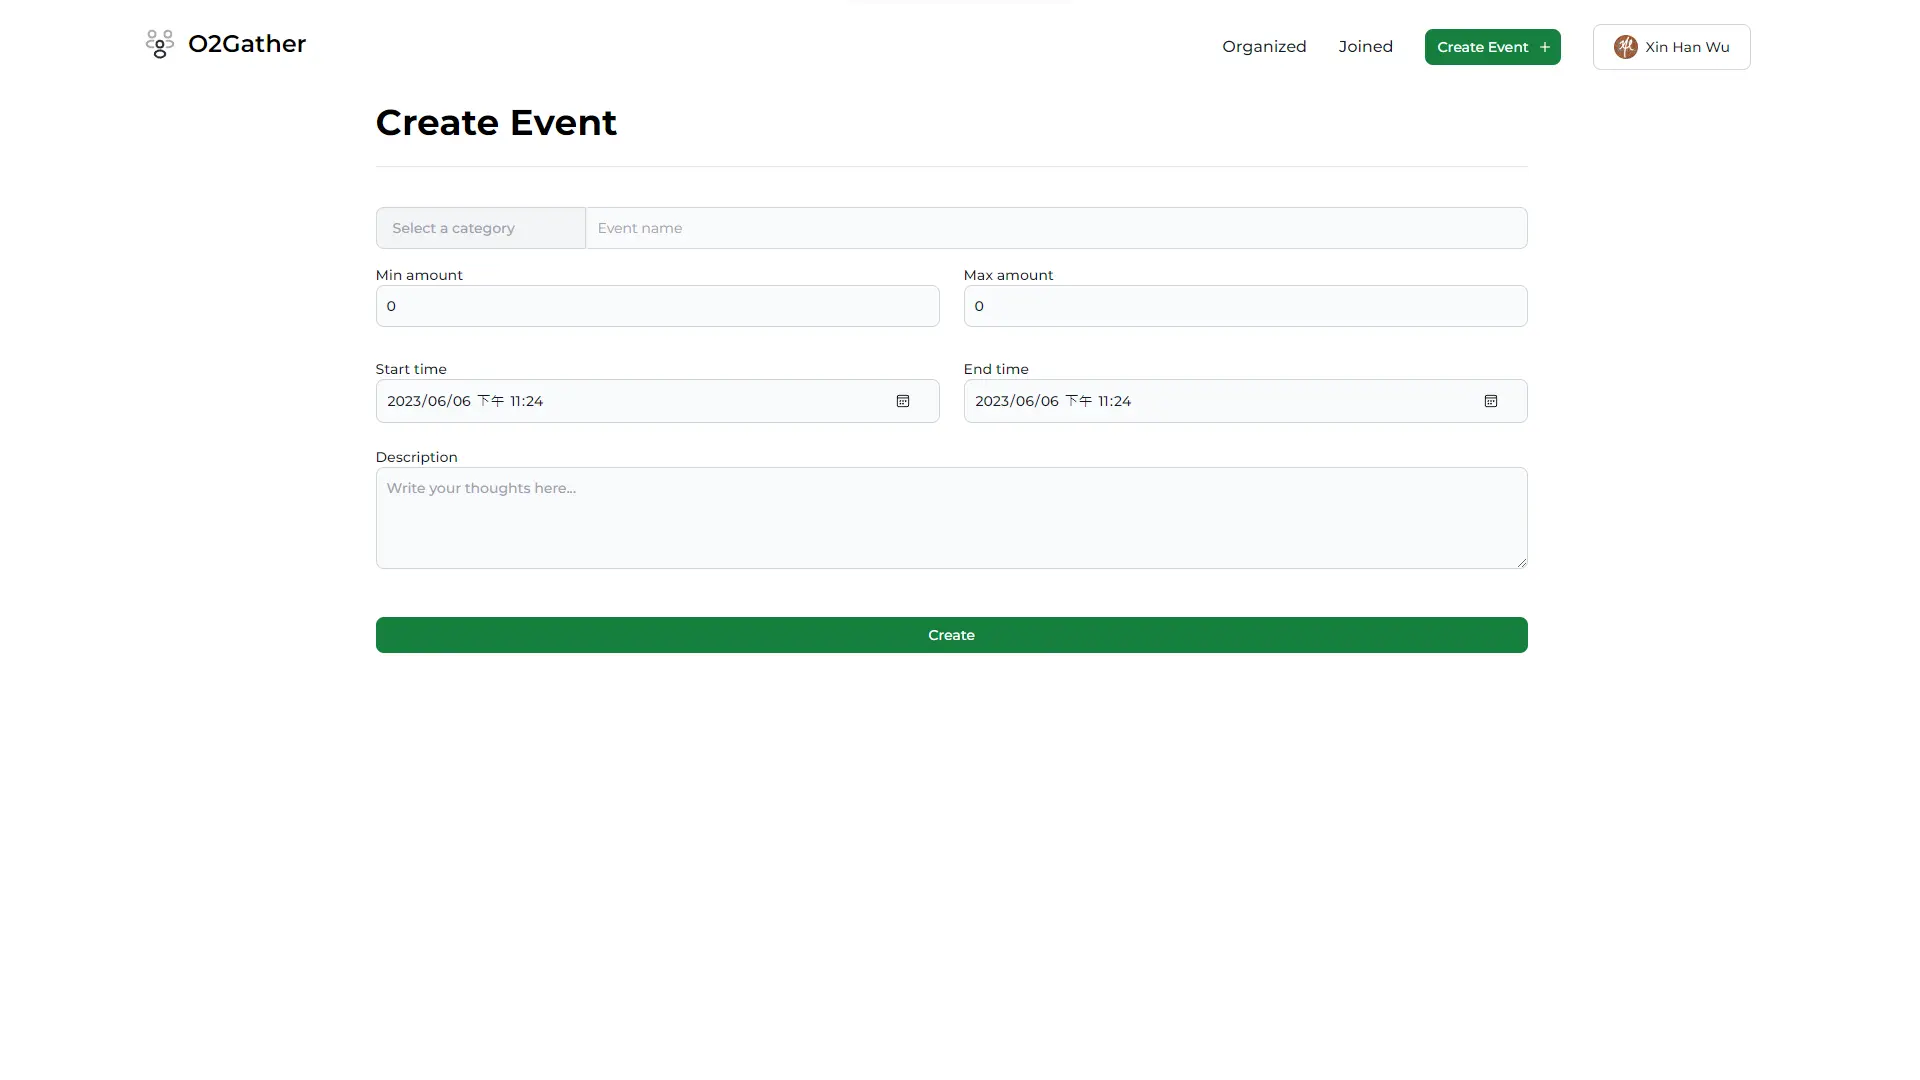 O2Gather
Organized
Joined
Create Event +
Xin Han Wu
Create Event
Select a category
Event name
Min amount
Max amount
0
0
Start time
End time
2023/06/06 下午 11:24
2023/06/06 下午 11:24
Description
Write your thoughts here...
Create